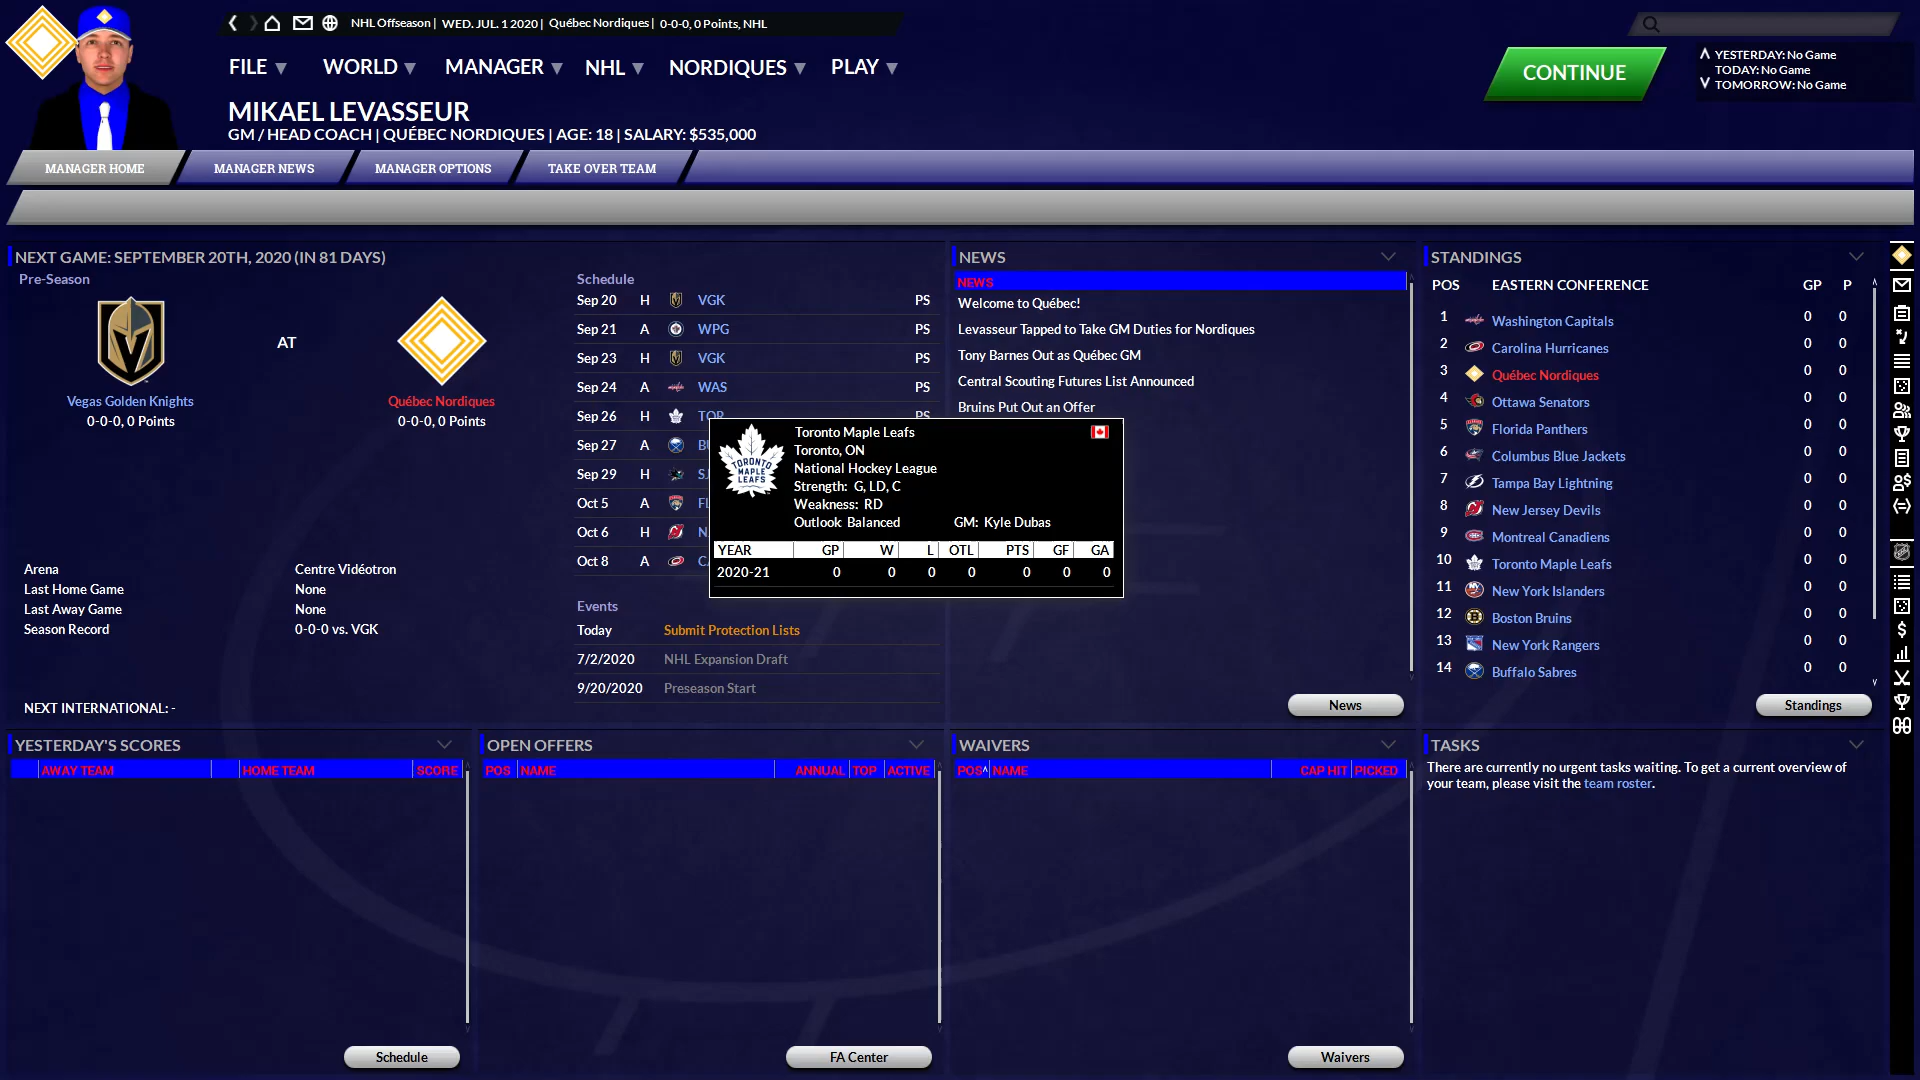 NHL Offseason | WED. JUL. 1 2020 | Québec Nordiques | 0-0-0, 0 Points, NHL
FILE WORLD MANAGER NHL NORDIQUES PLAY
CONTINUE
YESTERDAY: No Game
TODAY: No Game
TOMORROW: No Game
MIKAEL LEVASSEUR
GM / HEAD COACH | QUÉBEC NORDIQUES | AGE: 18 | SALARY: $535,000
MANAGER HOME MANAGER NEWS MANAGER OPTIONS TAKE OVER TEAM
NEXT GAME: SEPTEMBER 20TH, 2020 (IN 81 DAYS)
Pre-Season
AT
Vegas Golden Knights
0-0-0, 0 Points
Québec Nordiques
0-0-0, 0 Points
Arena Centre Vidéotron
Last Home Game None
Last Away Game None
Season Record 0-0-0 vs. VGK
NEXT INTERNATIONAL: -
Schedule
Sep 20 H VGK PS
Sep 21 A WPG PS
Sep 23 H VGK PS
Sep 24 A WAS PS
Sep 26 H TOR PS
Sep 27 A
Sep 29 H
Oct 5 A
Oct 6 H
Oct 8 A
Toronto Maple Leafs
Toronto, ON
National Hockey League
Strength: G, LD, C
Weakness: RD
Outlook: Balanced GM: Kyle Dubas
TORONTO
MAPLE
LEAFS
YEAR GP W L OTL PTS GF GA
2020-21 0 0 0 0 0 0 0
Events
Today Submit Protection Lists
7/2/2020 NHL Expansion Draft
9/20/2020 Preseason Start
NEWS
NEWS
Welcome to Québec!
Levasseur Tapped to Take GM Duties for Nordiques
Tony Barnes Out as Québec GM
Central Scouting Futures List Announced
Bruins Put Out an Offer
News
STANDINGS
POS EASTERN CONFERENCE GP P
1 Washington Capitals 0 0
2 Carolina Hurricanes 0 0
3 Québec Nordiques 0 0
4 Ottawa Senators 0 0
5 Florida Panthers 0 0
6 Columbus Blue Jackets 0 0
7 Tampa Bay Lightning 0 0
8 New Jersey Devils 0 0
9 Montreal Canadiens 0 0
10 Toronto Maple Leafs 0 0
11 New York Islanders 0 0
12 Boston Bruins 0 0
13 New York Rangers 0 0
14 Buffalo Sabres 0 0
Standings
YESTERDAY'S SCORES
AWAY TEAM HOME TEAM SCORE
Schedule
OPEN OFFERS
POS NAME ANNUAL TOP ACTIVE
FA Center
WAIVERS
POS NAME CAP HIT PICKED
Waivers
TASKS
There are currently no urgent tasks waiting. To get a current overview of
your team, please visit the team roster.